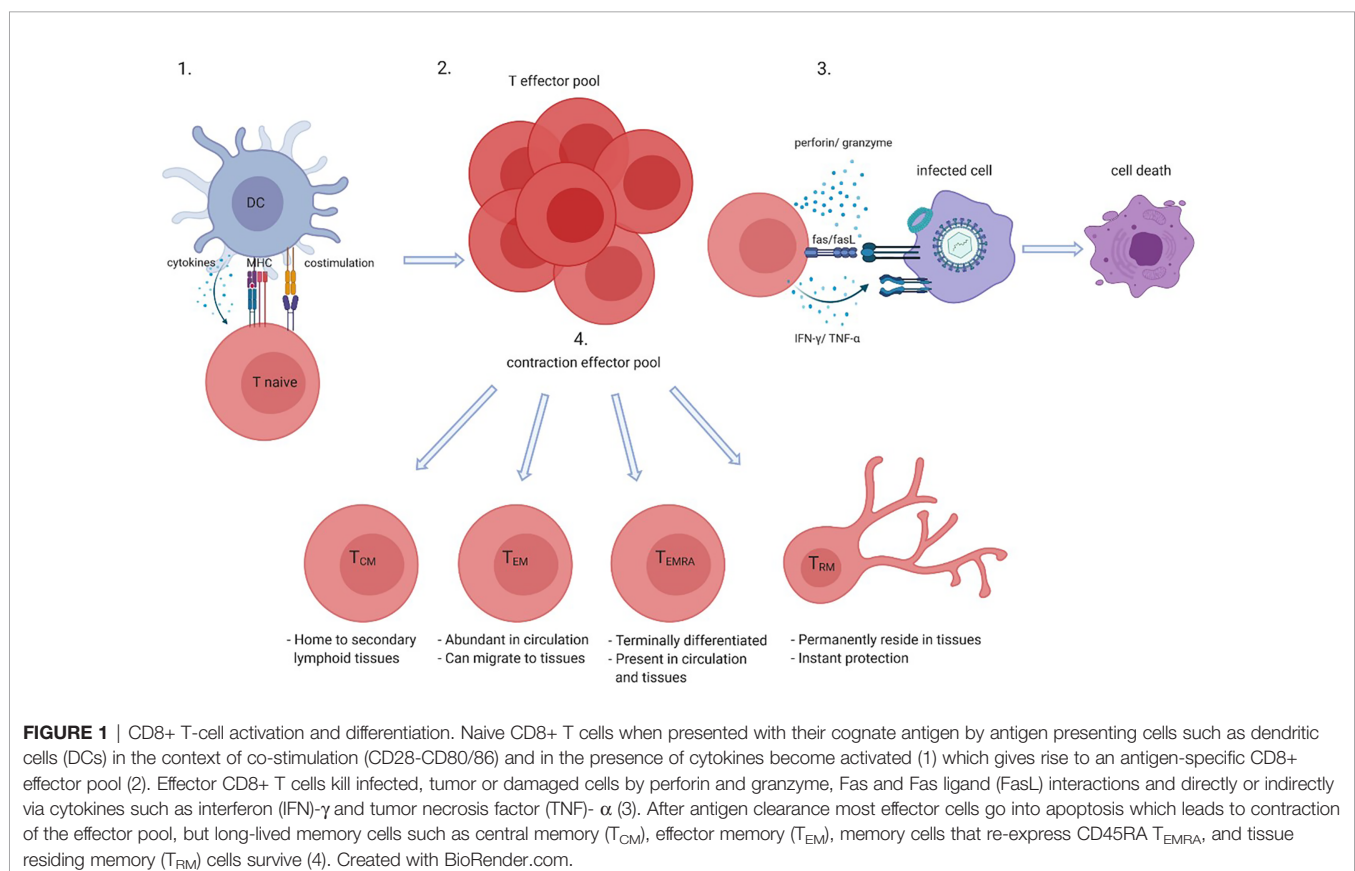 1.
2.
3.
T effector pool
perforin/ granzyme
infected cell
cell death
DC
fas/fasL
cytokines
MHC
costimulation
IFN-γ/ TNF-α
T naive
4.
contraction effector pool
TCM
TEM
TEMRA
TRM
- Home to secondary
lymphoid tissues
- Abundant in circulation
- Can migrate to tissues
- Terminally differentiated
- Present in circulation
and tissues
- Permanently reside in tissues
- Instant protection
FIGURE 1 | CD8+ T-cell activation and differentiation. Naive CD8+ T cells when presented with their cognate antigen by antigen presenting cells such as dendritic
cells (DCs) in the context of co-stimulation (CD28-CD80/86) and in the presence of cytokines become activated (1) which gives rise to an antigen-specific CD8+
effector pool (2). Effector CD8+ T cells kill infected, tumor or damaged cells by perforin and granzyme, Fas and Fas ligand (FasL) interactions and directly or indirectly
via cytokines such as interferon (IFN)-γ and tumor necrosis factor (TNF)- α (3). After antigen clearance most effector cells go into apoptosis which leads to contraction
of the effector pool, but long-lived memory cells such as central memory (TCM), effector memory (TEM), memory cells that re-express CD45RA TEMRA, and tissue
residing memory (TRM) cells survive (4). Created with BioRender.com.